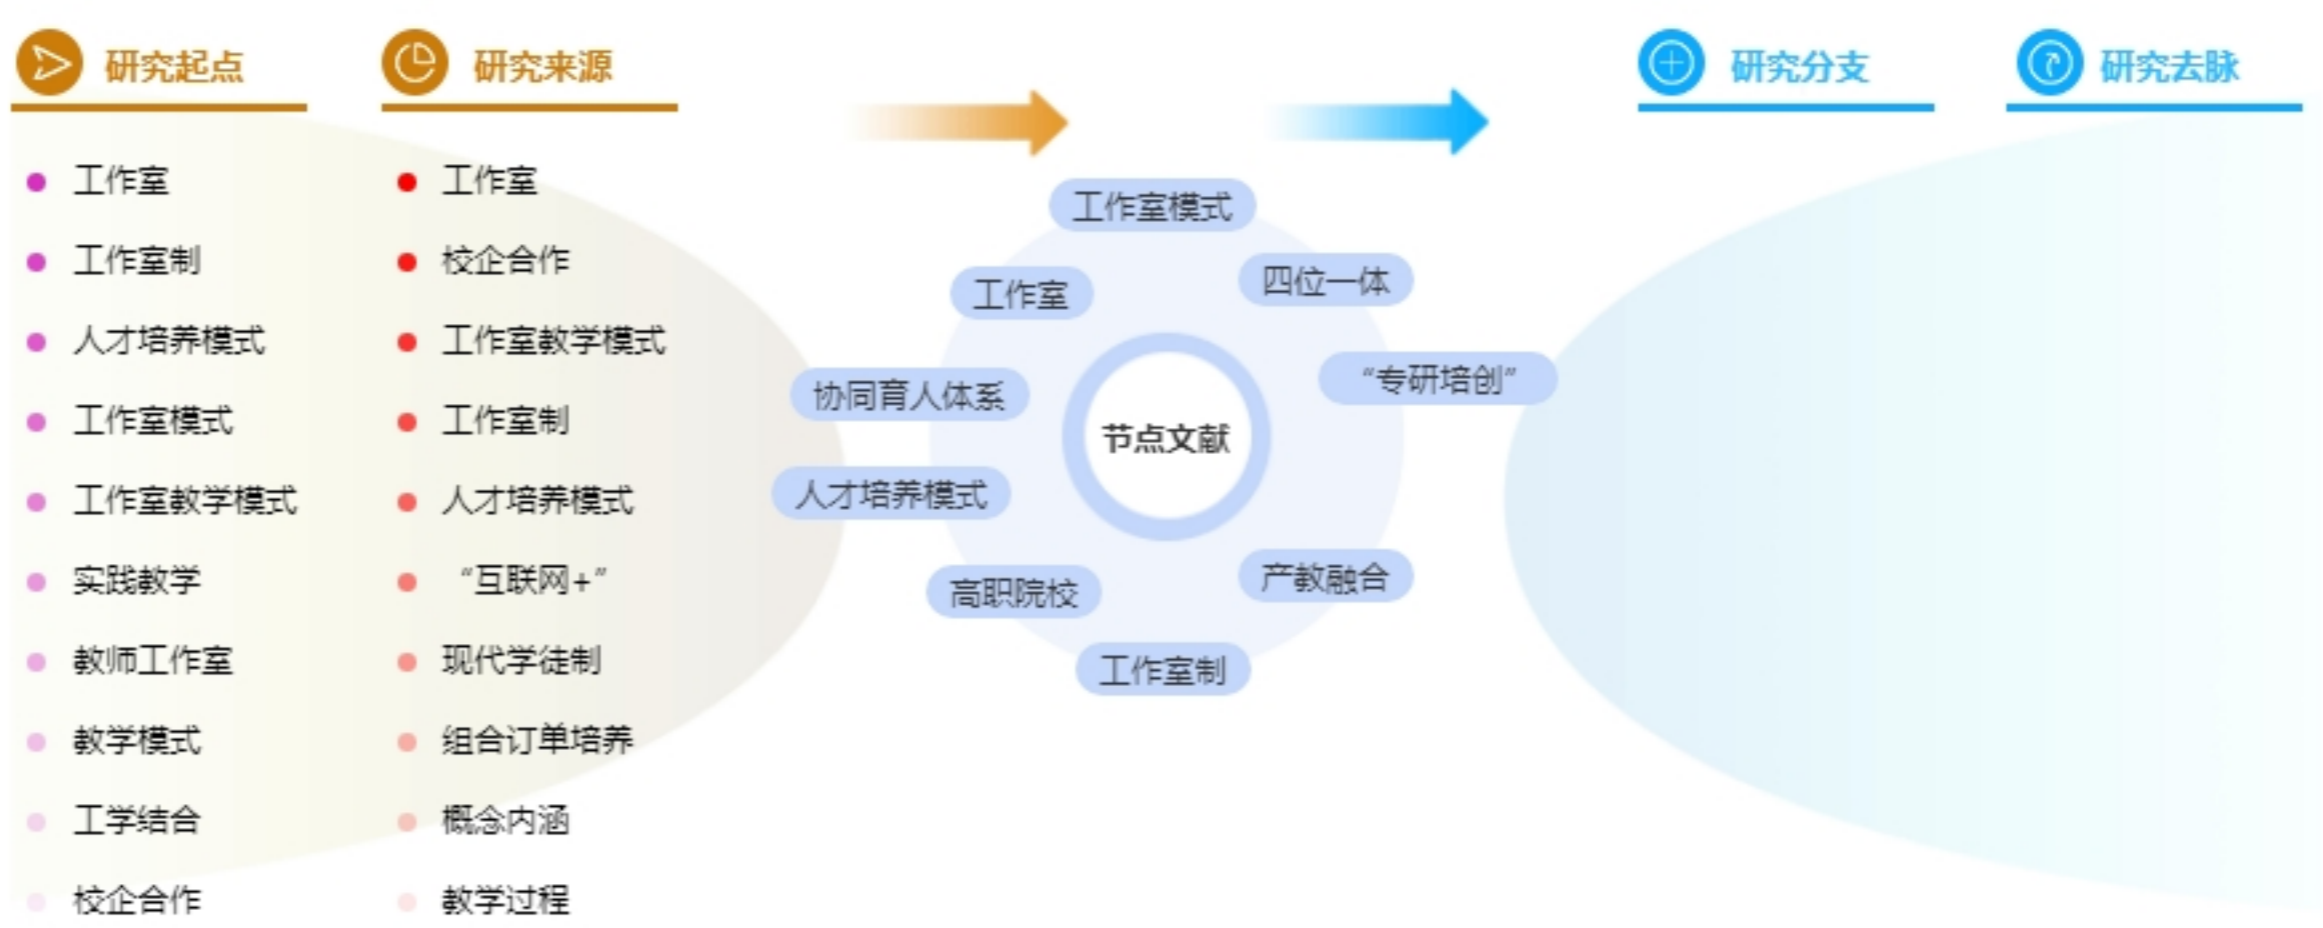 研究起点
工作室
工作室制
人才培养模式
工作室模式
工作室教学模式
实践教学
教师工作室
教学模式
工学结合
校企合作
研究来源
工作室
校企合作
工作室教学模式
工作室制
人才培养模式
“互联网+”
现代学徒制
组合订单培养
概念内涵
教学过程
工作室模式
工作室
四位一体
协同育人体系
“专研培创”
节点文献
人才培养模式
高职院校
产教融合
工作室制
研究分支
研究去脉